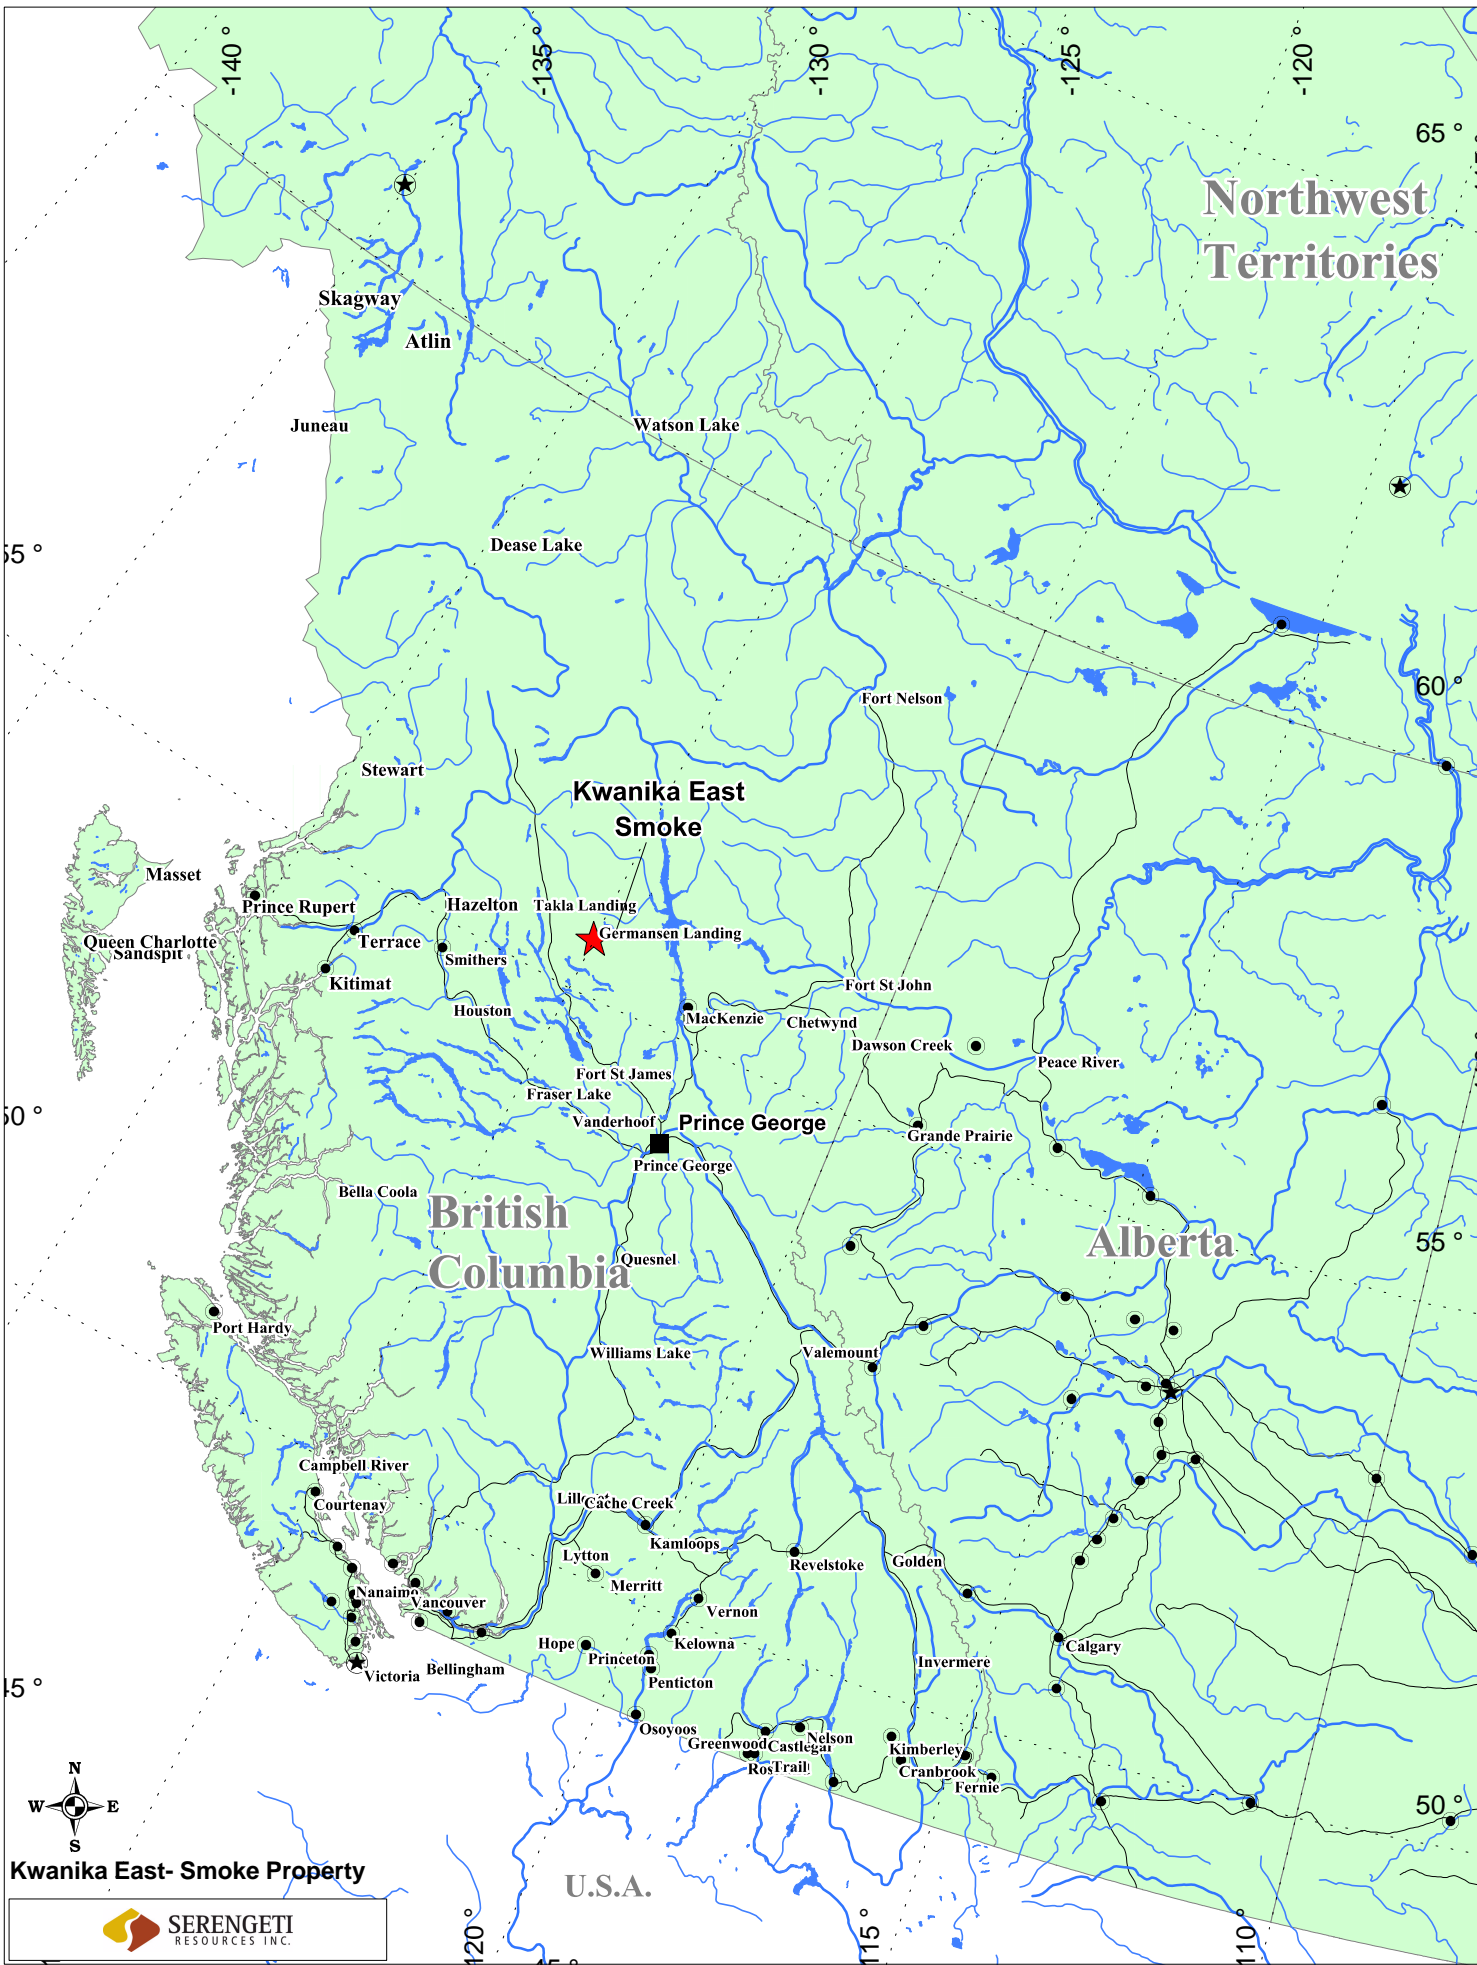 -140 °
-135 °
-130 °
-125 °
-120 °
65 °
Northwest
Territories
Skagway
Atlin
Juneau
Watson Lake
Dease Lake
55 °
60 °
Fort Nelson
Stewart
Kwanika East
Smoke
Masset
Prince Rupert
Hazelton
Takla Landing
Germansen Landing
Queen Charlotte
Sandspit
Terrace
Smithers
Kitimat
Fort St John
Houston
MacKenzie
Chetwynd
Dawson Creek
Peace River
Fort St James
Fraser Lake
50 °
Vanderhoof
Prince George
Grande Prairie
Prince George
Bella Coola
British
Columbia
Alberta
55 °
Quesnel
Port Hardy
Williams Lake
Valemount
Campbell River
Courtenay
Cache Creek
Kamloops
Lytton
Revelstoke
Golden
Merritt
Nanaimo
Vancouver
Vernon
Hope
Kelowna
Princeton
Calgary
Invermere
Bellingham
Victoria
Penticton
45 °
Osoyoos
Greenwood
Castlegar
Nelson
Trail
Kimberley
Cranbrook
Fernie
50 °
N
W E
S
Kwanika East- Smoke Property
U.S.A.
SERENGETI
RESOURCES INC.
120 °
115 °
110 °